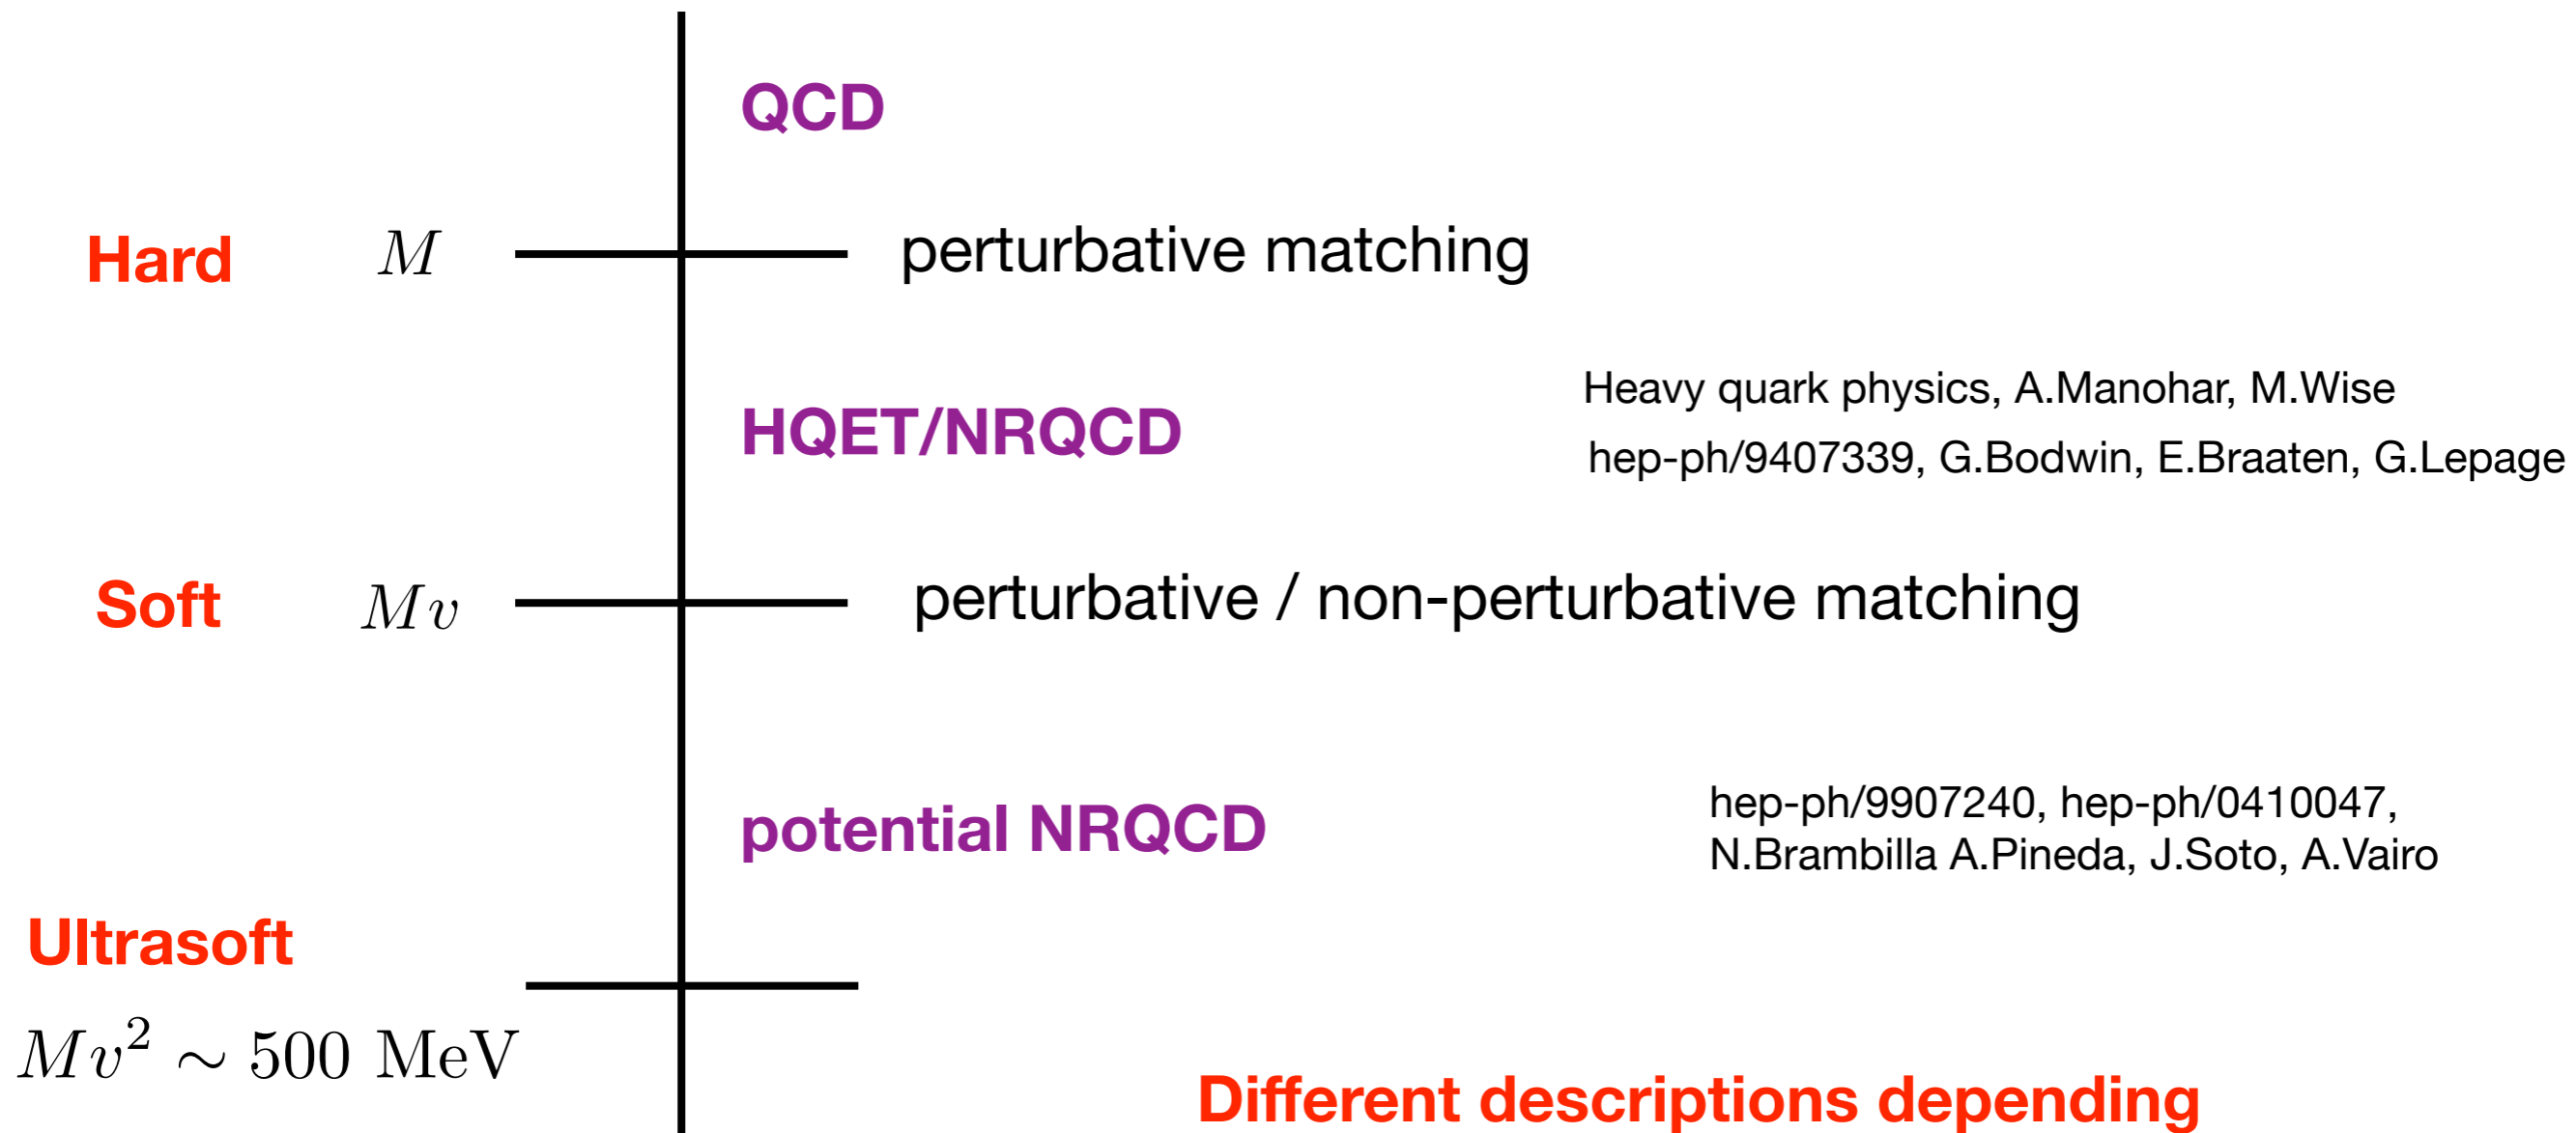 QCD
Hard M perturbative matching
HQET/NRQCD
Heavy quark physics, A.Manohar, M.Wise
hep-ph/9407339, G.Bodwin, E.Braaten, G.Lepage
Soft Mv perturbative / non-perturbative matching
potential NRQCD
hep-ph/9907240, hep-ph/0410047,
N.Brambilla A.Pineda, J.Soto, A.Vairo
Ultrasoft
Mv² ∼ 500 MeV
Different descriptions depending